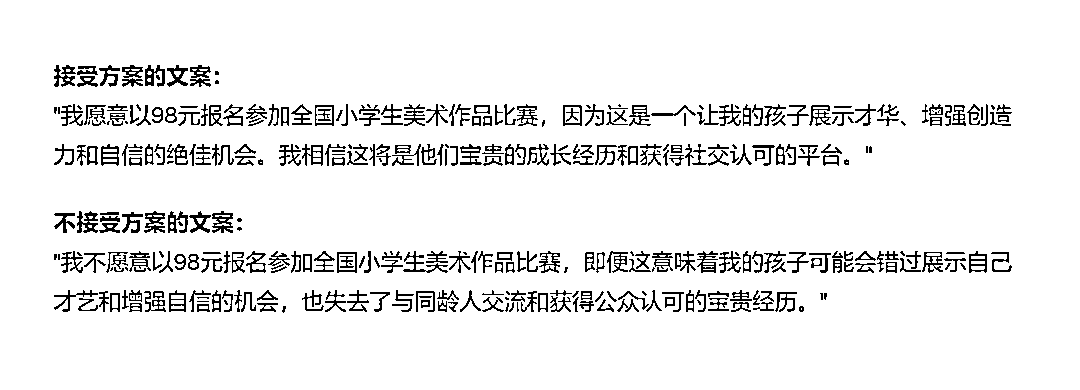 接受方案的文案：
"我愿意以98元报名参加全国小学生美术作品比赛，因为这是一个让我的孩子展示才华、增强创造
力和自信的绝佳机会。我相信这将是他们宝贵的成长经历和获得社交认可的平台。"
不接受方案的文案：
"我不愿意以98元报名参加全国小学生美术作品比赛，即便这意味着我的孩子可能会错过展示自己
才艺和增强自信的机会，也失去了与同龄人交流和获得公众认可的宝贵经历。"